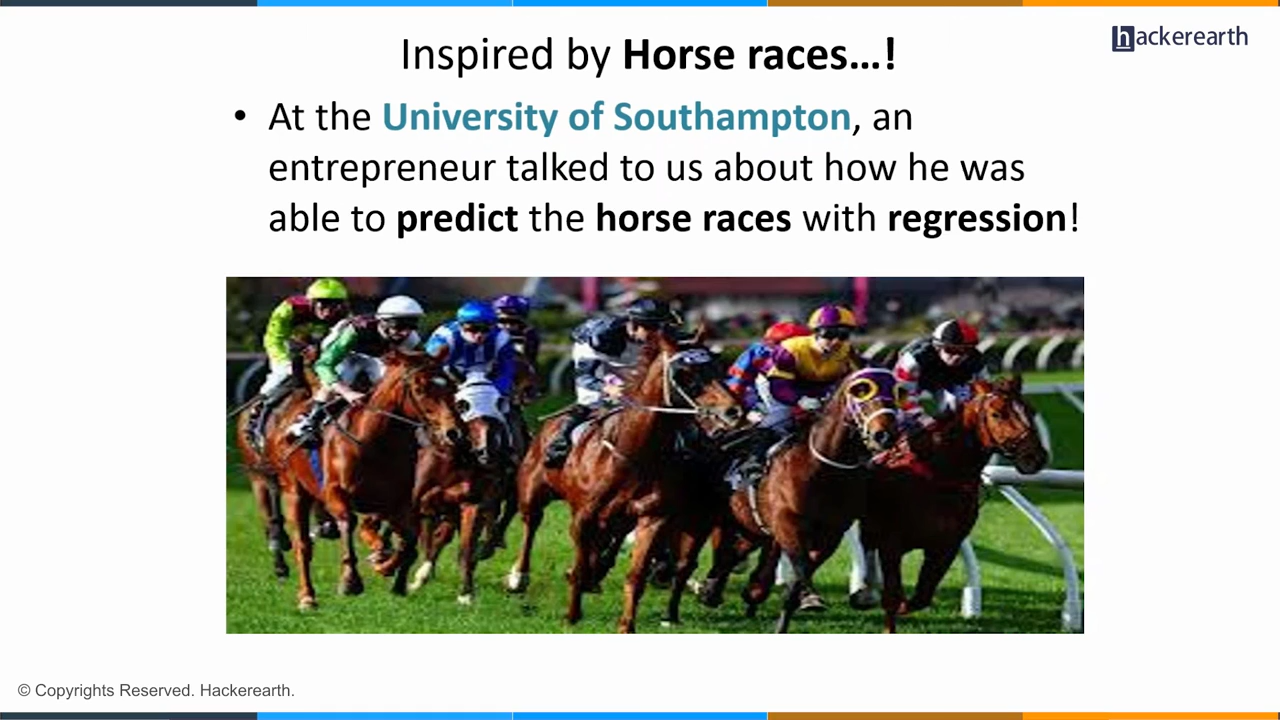 hackerearth
Inspired by Horse races...!
• At the University of Southampton, an
entrepreneur talked to us about how he was
able to predict the horse races with regression!
© Copyrights Reserved. Hackerearth.